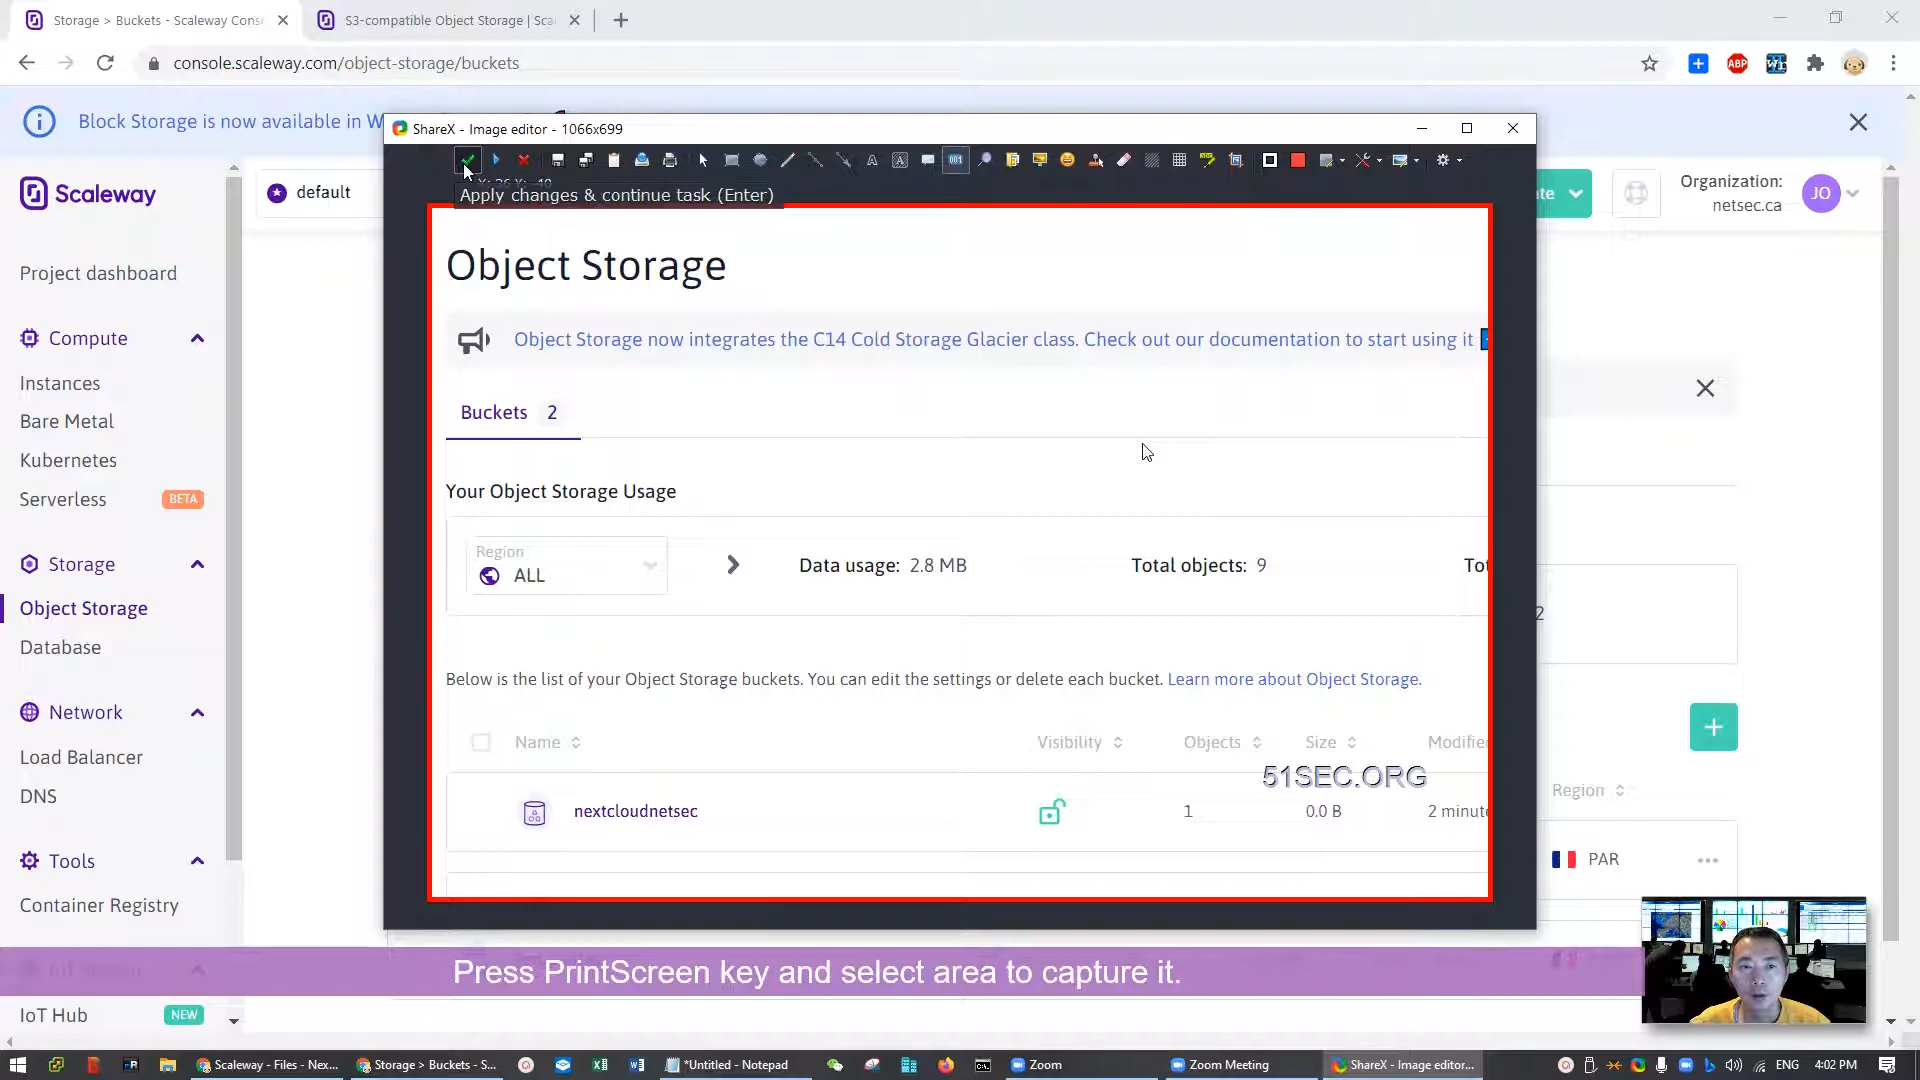 Storage > Buckets - Scaleway Cons
S3-compatible Object Storage | Sca
console.scaleway.com/object-storage/buckets
ABP
Block Storage is now available in W
ShareX - Image editor - 1066x699
001
Apply changes & continue task (Enter)
Scaleway
default
te
Organization:
netsec.ca
JO
Project dashboard
Compute
Instances
Bare Metal
Kubernetes
Serverless BETA
Storage
Object Storage
Database
Network
Load Balancer
DNS
Tools
Container Registry
IoT Hub NEW
Object Storage
Object Storage now integrates the C14 Cold Storage Glacier class. Check out our documentation to start using it
Buckets 2
Your Object Storage Usage
Region
ALL
Data usage: 2.8 MB
Total objects: 9
Tot
2
Below is the list of your Object Storage buckets. You can edit the settings or delete each bucket. Learn more about Object Storage.
Name Visibility Objects Size Modifie
51SEC.ORG
Region
nextcloudnetsec 1 0.0 B 2 minute
PAR
Press PrintScreen key and select area to capture it.
Scaleway - Files - Nex...
Storage > Buckets - S...
*Untitled - Notepad
Zoom
Zoom Meeting
ShareX - Image editor...
ENG
4:02 PM